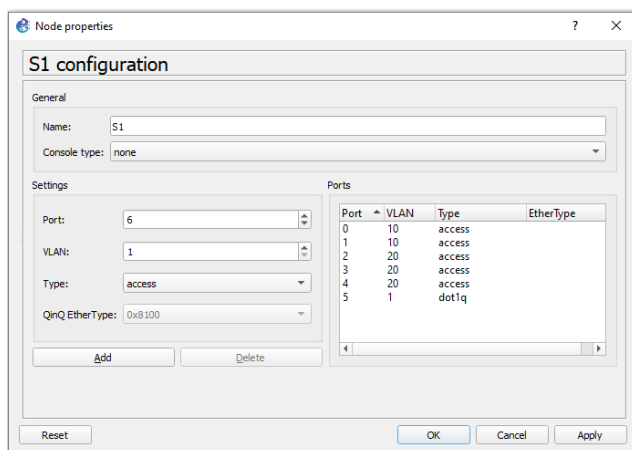 Node properties ? ×
S1 configuration
General
Name: S1
Console type: none
Settings
Port: 6
VLAN: 1
Type: access
QinQ EtherType: 0x8100
Add Delete
Ports
Port VLAN Type EtherType
0 10 access
1 10 access
2 20 access
3 20 access
4 20 access
5 1 dot1q
Reset OK Cancel Apply